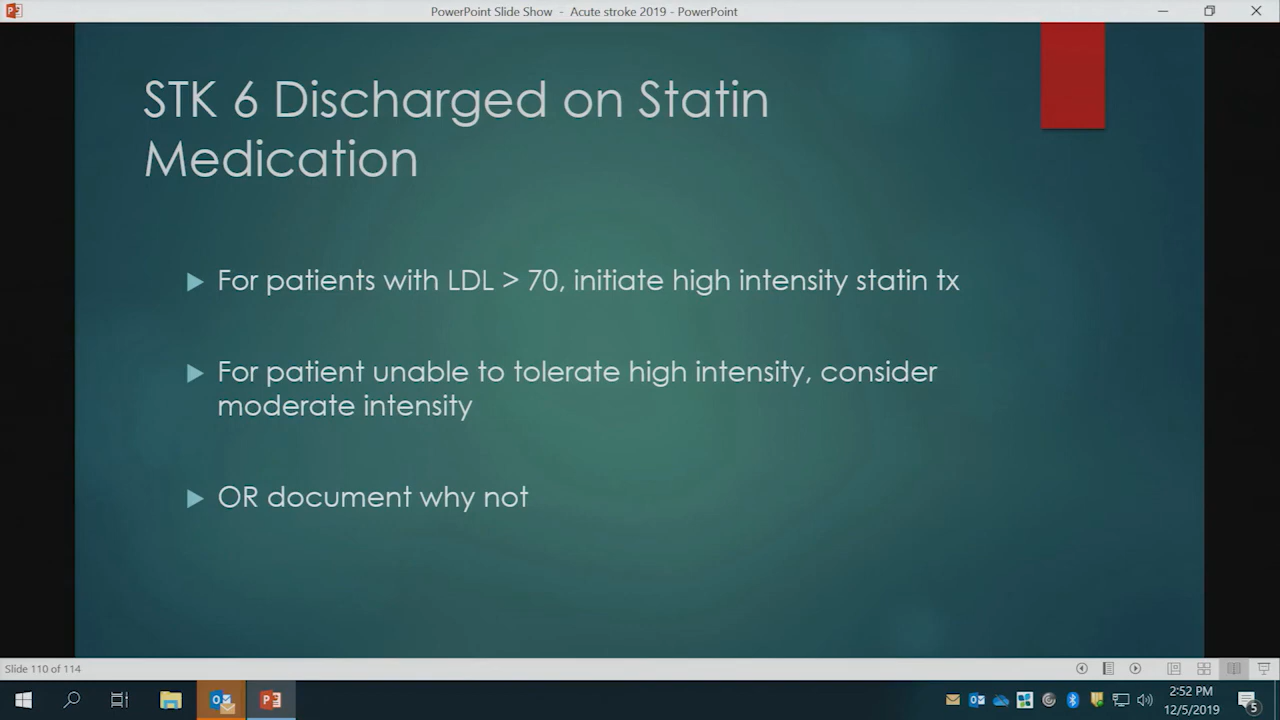 PowerPoint Slide Show - Acute stroke 2019 - PowerPoint
STK 6 Discharged on Statin
Medication
For patients with LDL > 70, initiate high intensity statin tx
For patient unable to tolerate high intensity, consider
moderate intensity
OR document why not
Slide 110 of 114
2:52 PM
12/5/2019
5